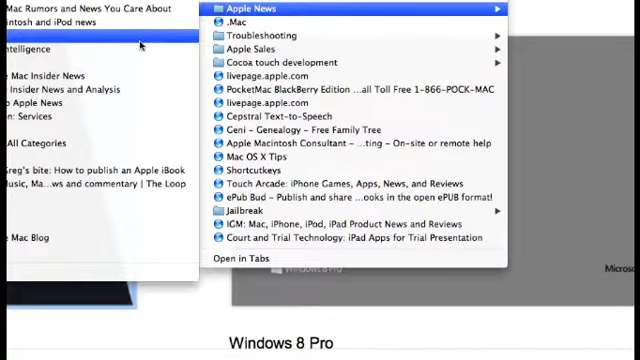 Mac Rumors and News You Care About
intosh and iPod news
ntelligence
e Mac Insider News
Insider News and Analysis
o Apple News
on: Services
All Categories
Greg's bite: How to publish an Apple iBook
Music, Ma...ws and commentary | The Loop
e Mac Blog
Apple News
.Mac
Troubleshooting
Apple Sales
Cocoa touch development
livepage.apple.com
PocketMac BlackBerry Edition ...all Toll Free 1-866-POCK-MAC
livepage.apple.com
Cepstral Text-to-Speech
Geni - Genealogy - Free Family Tree
Apple Macintosh Consultant - ...ting - On-site or remote help
Mac OS X Tips
Shortcutkeys
Touch Arcade: iPhone Games, Apps, News, and Reviews
ePub Bud - Publish and share ...ooks in the open ePUB format!
Jailbreak
IGM: Mac, iPhone, iPod, iPad Product News and Reviews
Court and Trial Technology: iPad Apps for Trial Presentation
Open in Tabs
Windows 8 Pro
Microso
Windows 8 Pro